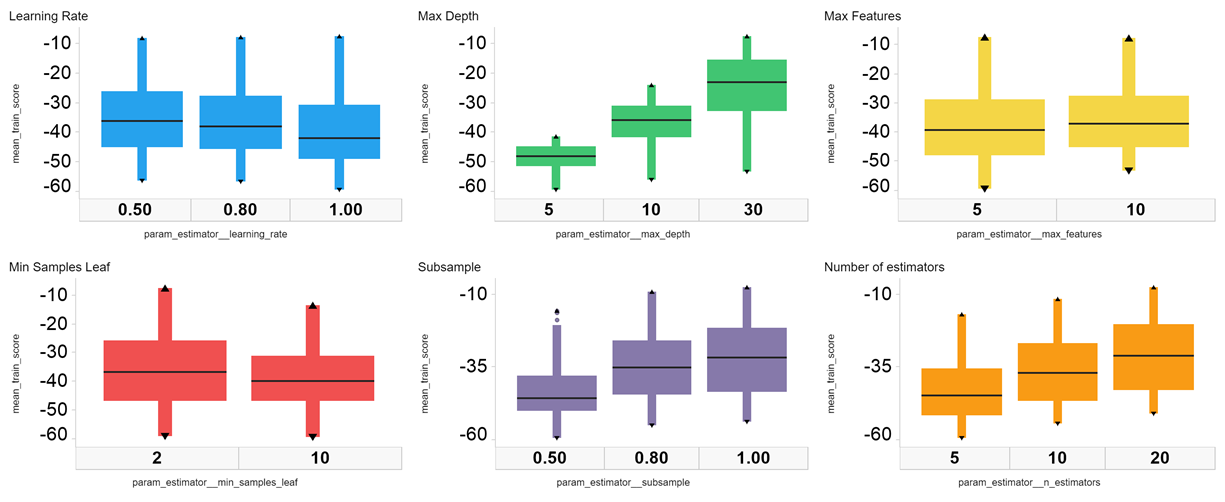 Learning Rate
mean_train_score
-10
-20
-30
-40
-50
-60
0.50 0.80 1.00
param_estimator__learning_rate
Max Depth
mean_train_score
-10
-20
-30
-40
-50
-60
5 10 30
param_estimator__max_depth
Max Features
mean_train_score
-10
-20
-30
-40
-50
-60
5 10
param_estimator__max_features
Min Samples Leaf
mean_train_score
-10
-20
-30
-40
-50
-60
2 10
param_estimator__min_samples_leaf
Subsample
mean_train_score
-10
-35
-60
0.50 0.80 1.00
param_estimator__subsample
Number of estimators
mean_train_score
-10
-35
-60
5 10 20
param_estimator__n_estimators